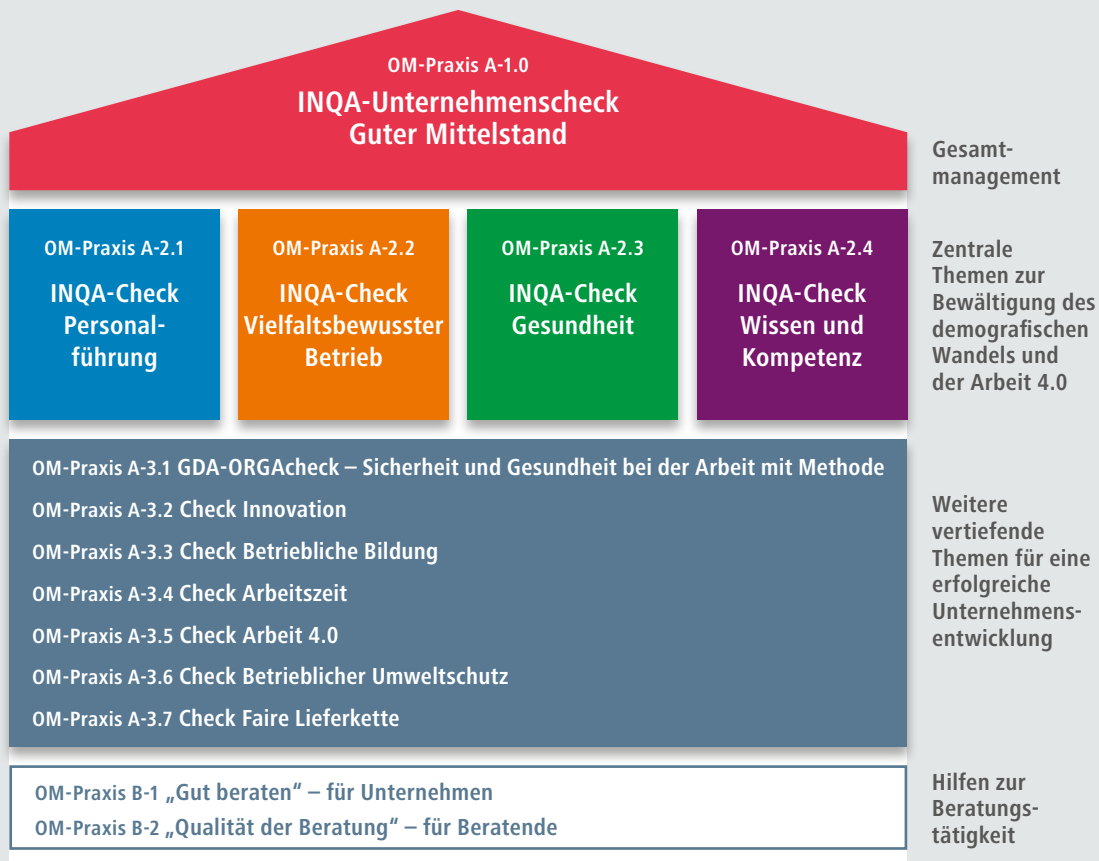 OM-Praxis A-1.0
INQA-Unternehmenscheck
Guter Mittelstand
Gesamt-
management
OM-Praxis A-2.1
INQA-Check
Personal-
führung
OM-Praxis A-2.2
INQA-Check
Vielfaltsbewusster
Betrieb
OM-Praxis A-2.3
INQA-Check
Gesundheit
OM-Praxis A-2.4
INQA-Check
Wissen und
Kompetenz
Zentrale
Themen zur
Bewältigung des
demografischen
Wandels und
der Arbeit 4.0
OM-Praxis A-3.1 GDA-ORGAcheck – Sicherheit und Gesundheit bei der Arbeit mit Methode
OM-Praxis A-3.2 Check Innovation
OM-Praxis A-3.3 Check Betriebliche Bildung
OM-Praxis A-3.4 Check Arbeitszeit
OM-Praxis A-3.5 Check Arbeit 4.0
OM-Praxis A-3.6 Check Betrieblicher Umweltschutz
OM-Praxis A-3.7 Check Faire Lieferkette
Weitere
vertiefende
Themen für eine
erfolgreiche
Unternehmens-
entwicklung
OM-Praxis B-1 „Gut beraten“ – für Unternehmen
OM-Praxis B-2 „Qualität der Beratung“ – für Beratende
Hilfen zur
Beratungs-
tätigkeit